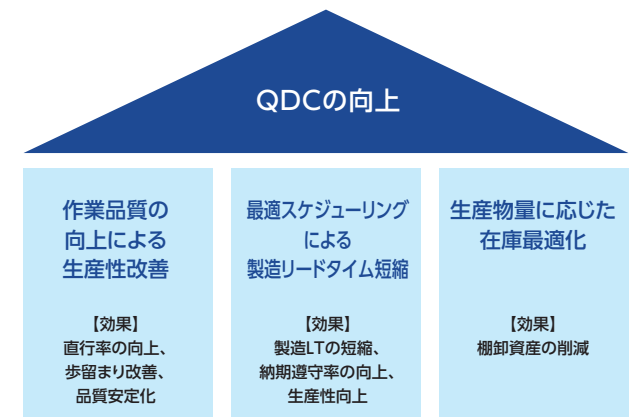 QDCの向上
作業品質の
向上による
生産性改善
【効果】
直行率の向上、
歩留まり改善、
品質安定化
最適スケジューリング
による
製造リードタイム短縮
【効果】
製造LTの短縮、
納期遵守率の向上、
生産性向上
生産物量に応じた
在庫最適化
【効果】
棚卸資産の削減